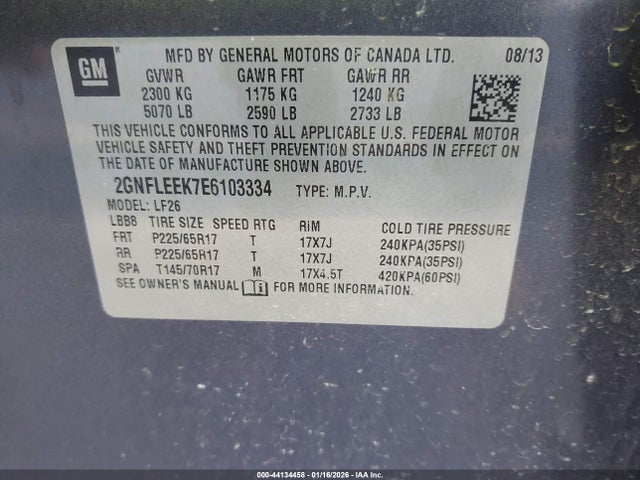 GM
MFD BY GENERAL MOTORS OF CANADA LTD. 08/13
GVWR GAWR FRT GAWR RR
2300 KG 1175 KG 1240 KG
5070 LB 2590 LB 2733 LB
THIS VEHICLE CONFORMS TO ALL APPLICABLE U.S. FEDERAL MOTOR
VEHICLE SAFETY AND THEFT PREVENTION STANDARDS IN EFFECT ON
THE DATE OF MANUFACTURE SHOWN ABOVE.
2GNFLEEK7E6103334 TYPE: M.P.V.
MODEL: LF26
LBB8 TIRE SIZE SPEED RTG RIM COLD TIRE PRESSURE
FRT P225/65R17 T 17X7J 240KPA(35PSI)
RR P225/65R17 T 17X7J 240KPA(35PSI)
SPA T145/70R17 M 17X4.5T 420KPA(60PSI)
SEE OWNER'S MANUAL FOR MORE INFORMATION.
000-44134458 - 01/16/2026 - Copart, Inc.